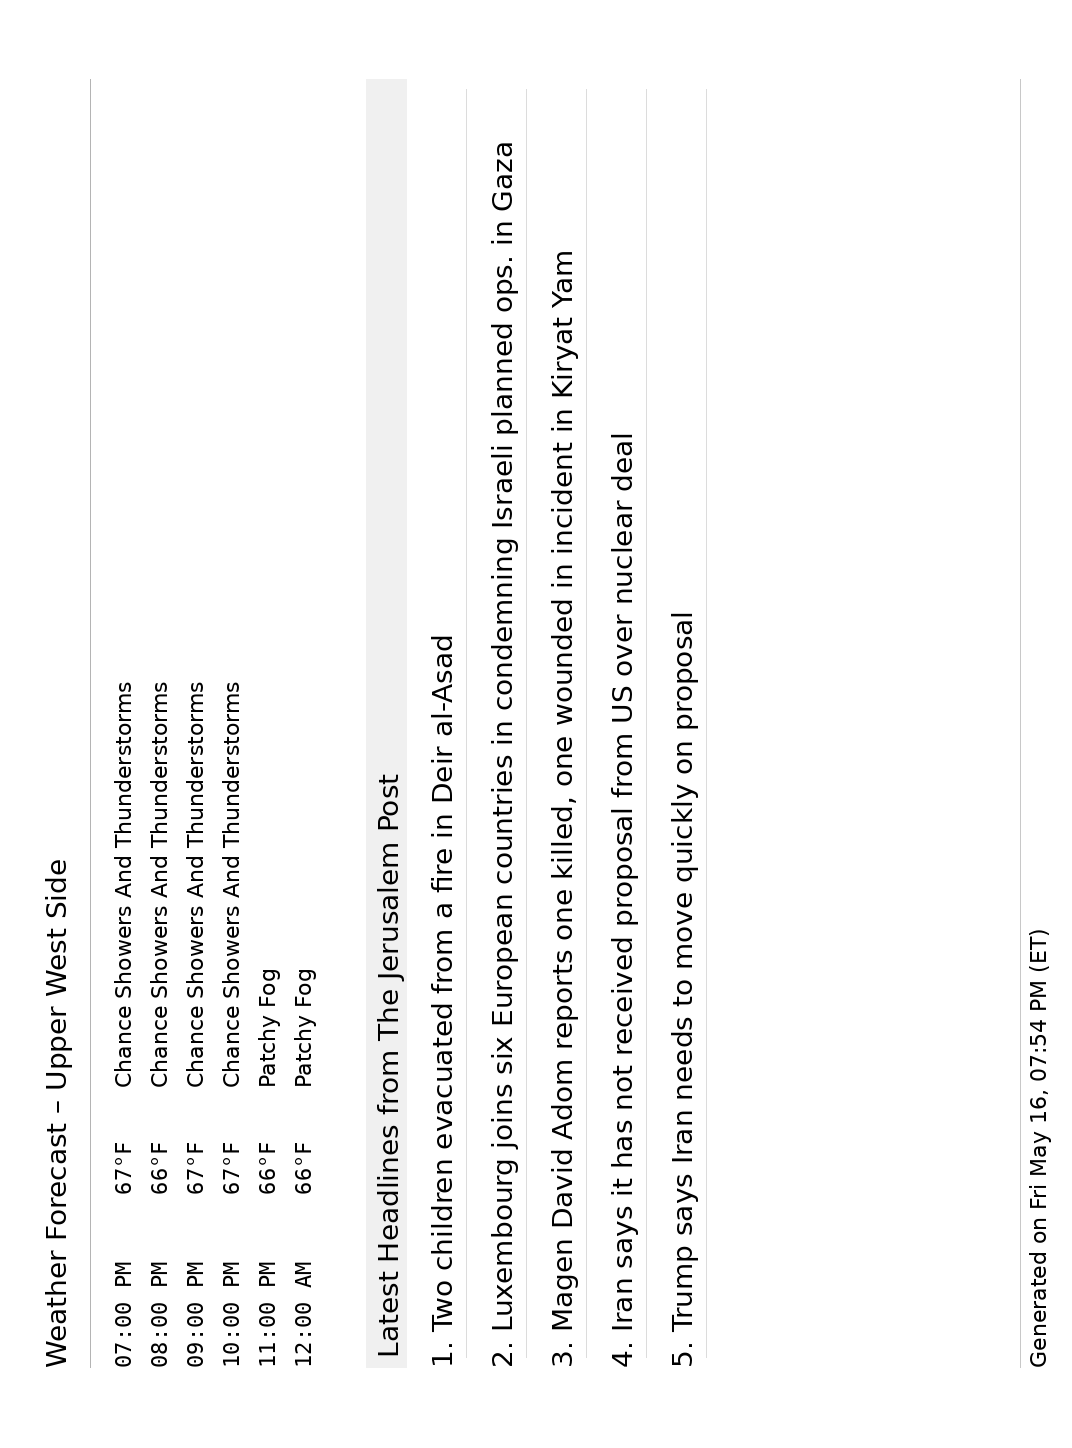 Weather Forecast – Upper West Side
07:00 PM 67°F Chance Showers And Thunderstorms
08:00 PM 66°F Chance Showers And Thunderstorms
09:00 PM 67°F Chance Showers And Thunderstorms
10:00 PM 67°F Chance Showers And Thunderstorms
11:00 PM 66°F Patchy Fog
12:00 AM 66°F Patchy Fog
Latest Headlines from The Jerusalem Post
1. Two children evacuated from a fire in Deir al-Asad
2. Luxembourg joins six European countries in condemning Israeli planned ops. in Gaza
3. Magen David Adom reports one killed, one wounded in incident in Kiryat Yam
4. Iran says it has not received proposal from US over nuclear deal
5. Trump says Iran needs to move quickly on proposal
Generated on Fri May 16, 07:54 PM (ET)